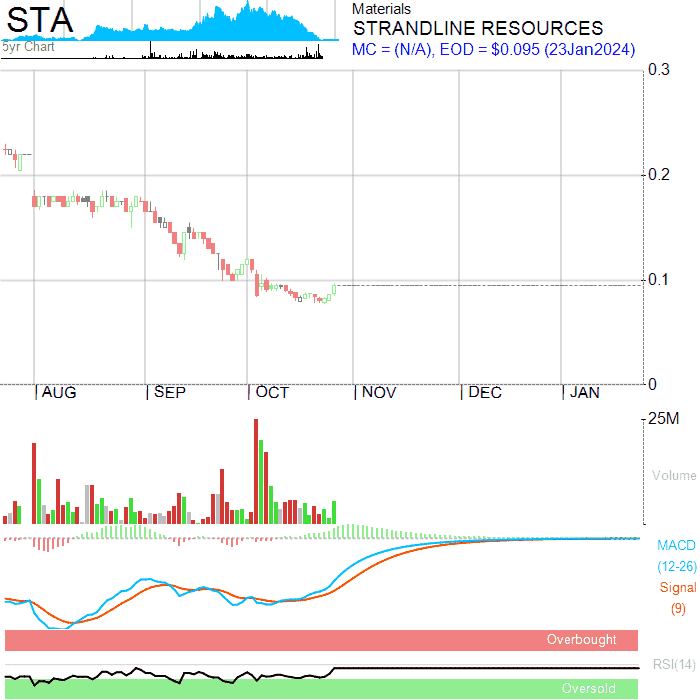 STA
Materials
STRANDLINE RESOURCES
5yr Chart
MC = (N/A), EOD = $0.095 (23Jan2024)
0.3
0.2
0.1
0
AUG SEP OCT NOV DEC JAN
25M
Volume
MACD
(12-26)
Signal
(9)
Overbought
RSI(14)
Oversold